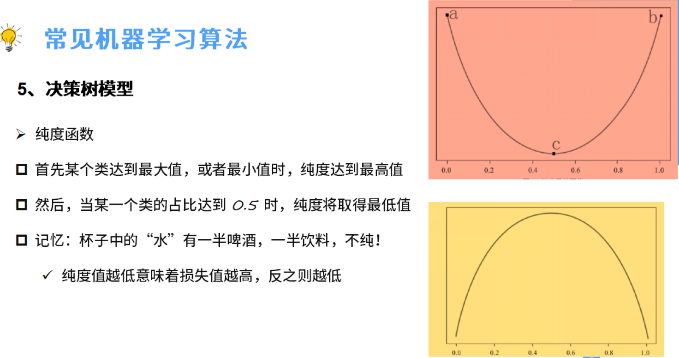 常见机器学习算法
5、决策树模型
纯度函数
首先某个类达到最大值，或者最小值时，纯度达到最高值
然后，当某一个类的占比达到 0.5 时，纯度将取得最低值
记忆：杯子中的“水”有一半啤酒，一半饮料，不纯！
纯度值越低意味着损失值越高，反之则越低
a b
c
0.0 0.2 0.4 0.6 0.8 1.0
0.0 0.2 0.4 0.6 0.8 1.0